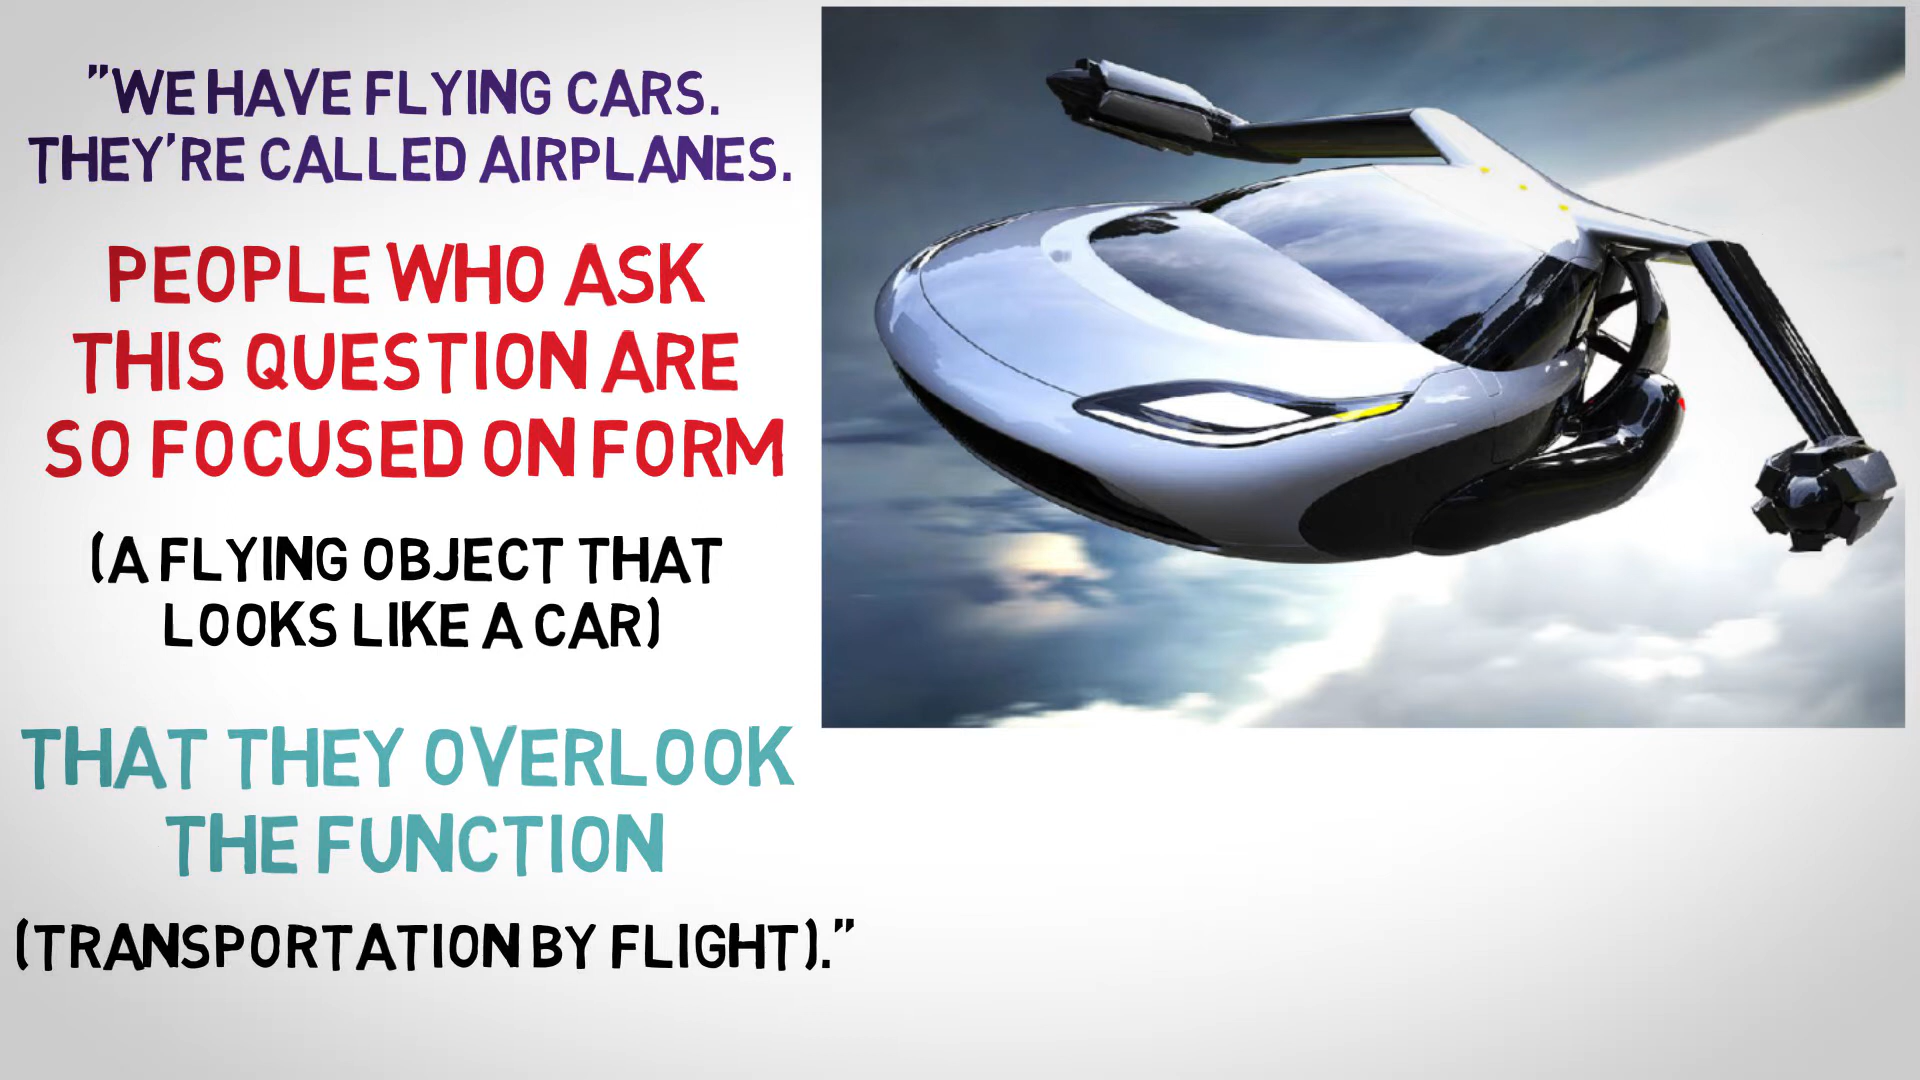 "WE HAVE FLYING CARS.
THEY'RE CALLED AIRPLANES.
PEOPLE WHO ASK
THIS QUESTION ARE
SO FOCUSED ON FORM
(A FLYING OBJECT THAT
LOOKS LIKE A CAR)
THAT THEY OVERLOOK
THE FUNCTION
(TRANSPORTATION BY FLIGHT)."